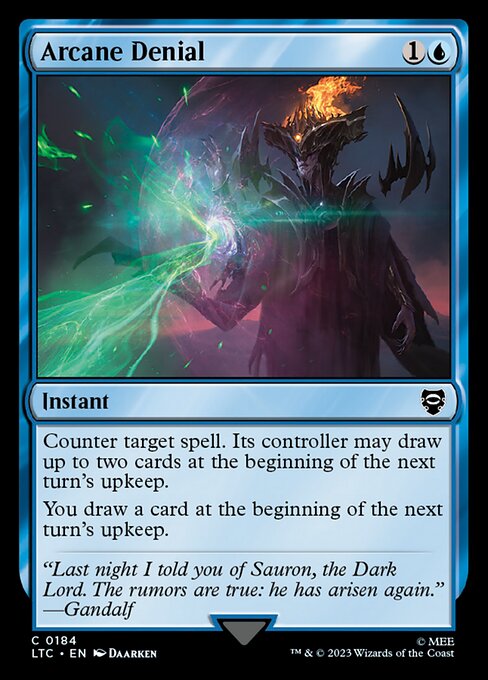 Arcane Denial 1
Instant
Counter target spell. Its controller may draw
up to two cards at the beginning of the next
turn's upkeep.
You draw a card at the beginning of the next
turn's upkeep.
"Last night I told you of Sauron, the Dark
Lord. The rumors are true: he has arisen again."
—Gandalf
C 0184
LTC • EN DAARKEN
© MEE
™ & © 2023 Wizards of the Coast